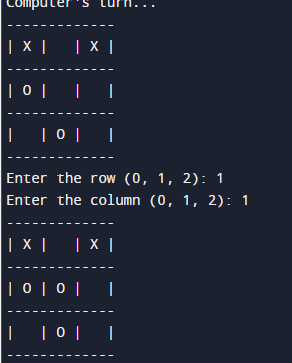 Computer's turn...
-------------
| X |   | X |
-------------
| O |   |   |
-------------
|   | O |   |
-------------
Enter the row (0, 1, 2): 1
Enter the column (0, 1, 2): 1
-------------
| X |   | X |
-------------
| O | O |   |
-------------
|   | O |   |
-------------